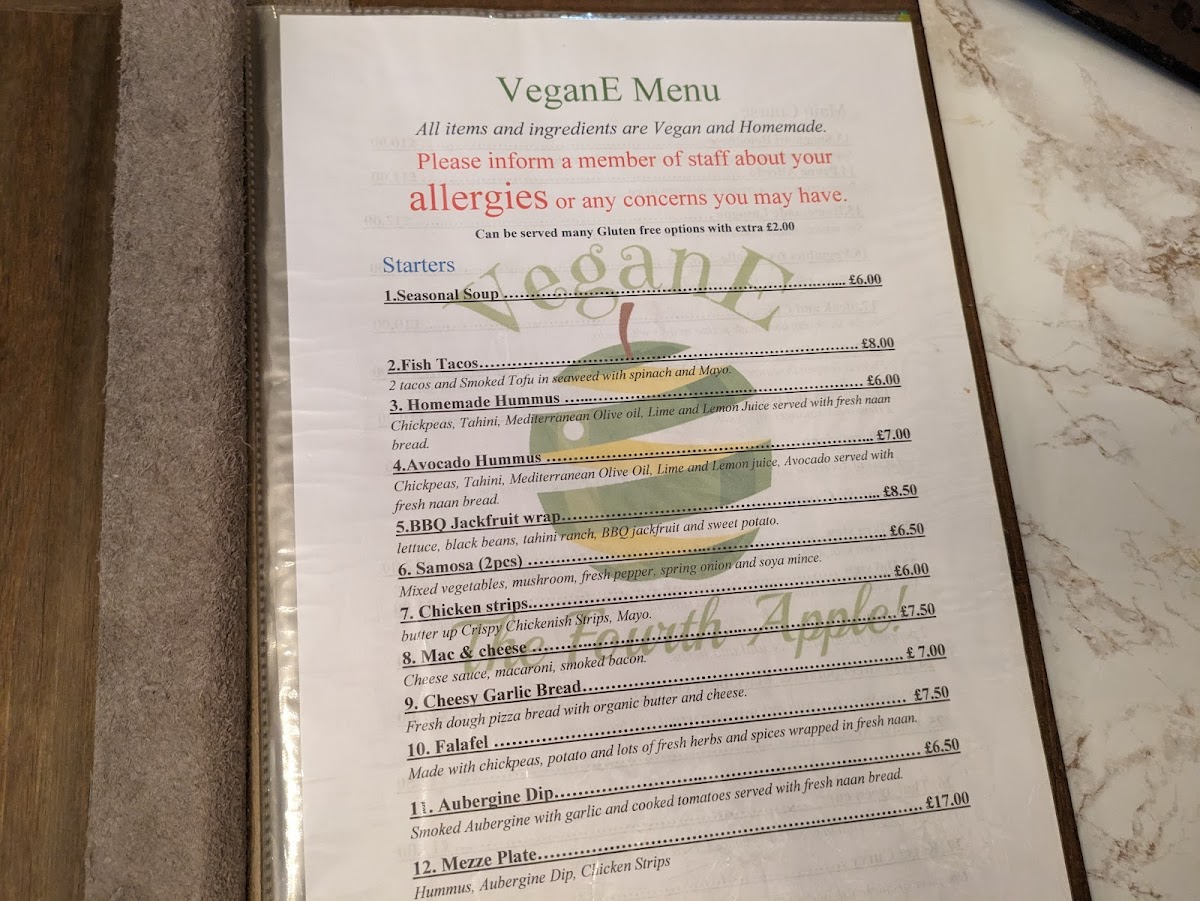 VeganE Menu
All items and ingredients are Vegan and Homemade.
Please inform a member of staff about your
allergies or any concerns you may have.
Can be served many Gluten free options with extra £2.00
VeganE
Starters
1.Seasonal Soup ........................ £6.00
2.Fish Tacos........................ £8.00
2 tacos and Smoked Tofu in seaweed with spinach and Mayo.
3. Homemade Hummus ........................ £6.00
Chickpeas, Tahini, Mediterranean Olive oil, Lime and Lemon Juice served with fresh naan
bread.
4.Avocado Hummus ........................ £7.00
Chickpeas, Tahini, Mediterranean Olive Oil, Lime and Lemon juice, Avocado served with
fresh naan bread.
5.BBQ Jackfruit wrap........................ £8.50
lettuce, black beans, tahini ranch, BBQ jackfruit and sweet potato.
6. Samosa (2pcs) ........................ £6.50
Mixed vegetables, mushroom, fresh pepper, spring onion and soya mince.
7. Chicken strips........................ £6.00
butter up Crispy Chickenish Strips, Mayo.
The Fourth Apple!
8. Mac & cheese ........................ £7.50
Cheese sauce, macaroni, smoked bacon.
9. Cheesy Garlic Bread........................ £ 7.00
Fresh dough pizza bread with organic butter and cheese.
10. Falafel ........................ £7.50
Made with chickpeas, potato and lots of fresh herbs and spices wrapped in fresh naan.
11. Aubergine Dip........................ £6.50
Smoked Aubergine with garlic and cooked tomatoes served with fresh naan bread.
12. Mezze Plate........................ £17.00
Hummus, Aubergine Dip, Chicken Strips